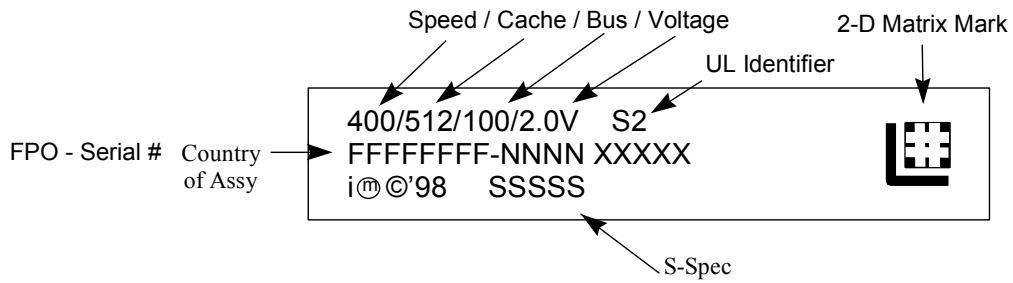 Speed / Cache / Bus / Voltage
2-D Matrix Mark
UL Identifier
400/512/100/2.0V S2
FPO - Serial # Country of Assy
FFFFFFFF-NNNN XXXXX
i ⓜ ©'98 SSSSS
S-Spec